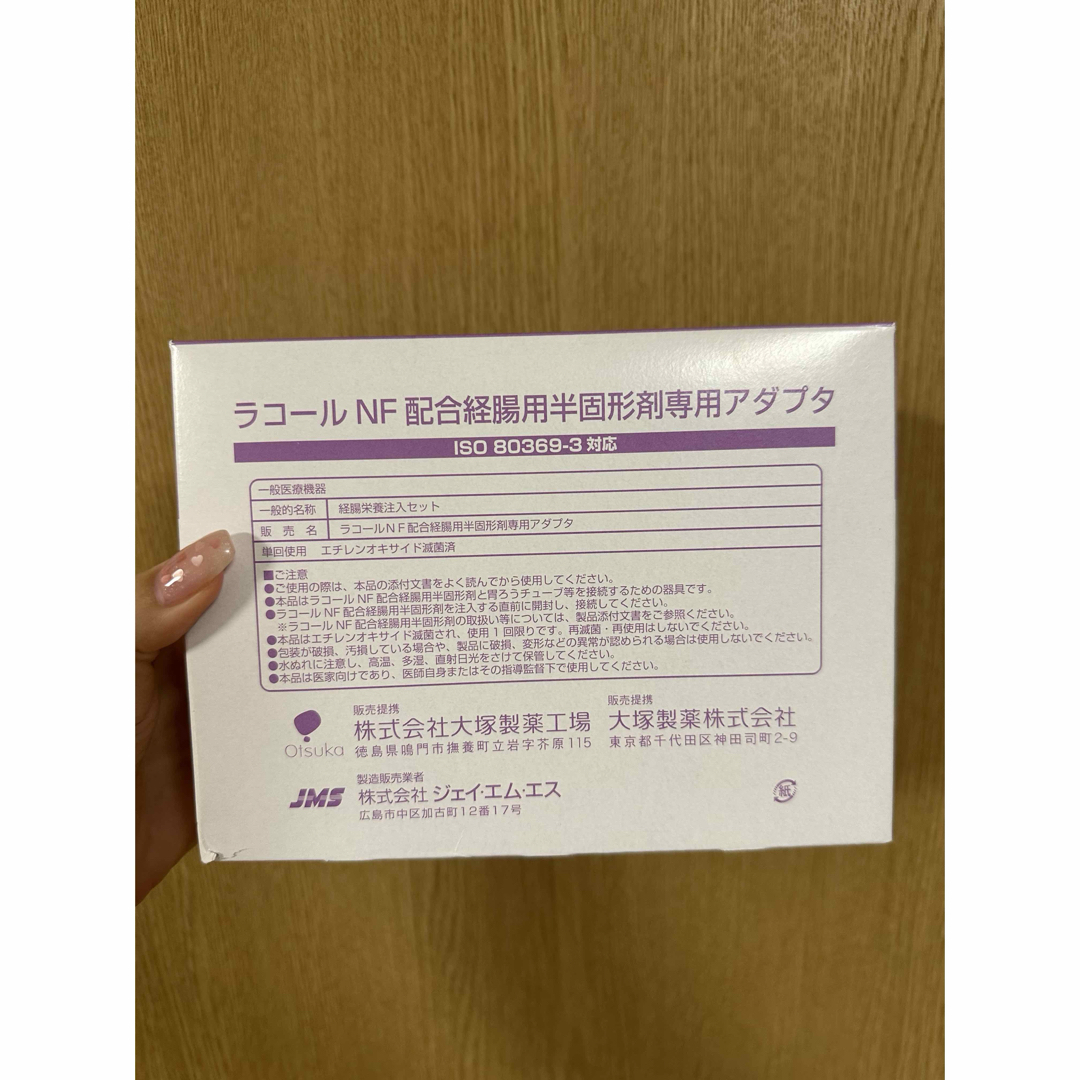 ラコール NF 配合経腸用半固形剤専用アダプタ
ISO 80369-3 対応
一般医療機器
一般的名称 経腸栄養注入セット
販売名 ラコールNF配合経腸用半固形剤専用アダプタ
単回使用 エチレンオキサイド滅菌済
■ご注意
●ご使用の際は、本品の添付文書をよく読んでから使用してください。
●本品はラコール NF 配合経腸用半固形剤と胃ろうチューブ等を接続するための器具です。
●ラコール NF 配合経腸用半固形剤を注入する直前に開封し、接続してください。
※ラコール NF 配合経腸用半固形剤の取扱い等については、製品添付文書をご参照ください。
●本品はエチレンオキサイド滅菌され、使用1回限りです。再滅菌・再使用はしないでください。
●包装が破損、汚損している場合や、製品に破損、変形などの異常が認められる場合は使用しないでください。
●水ぬれに注意し、高温、多湿、直射日光をさけて保管してください。
●本品は医家向けであり、医師自身またはその指導監督下で使用してください。
Otsuka
販売提携
株式会社大塚製薬工場
徳島県鳴門市撫養町立岩字芥原115
販売提携
大塚製薬株式会社
東京都千代田区神田司町2-9
JMS
製造販売業者
株式会社 ジェイ・エム・エス
広島市中区加古町12番17号
紙